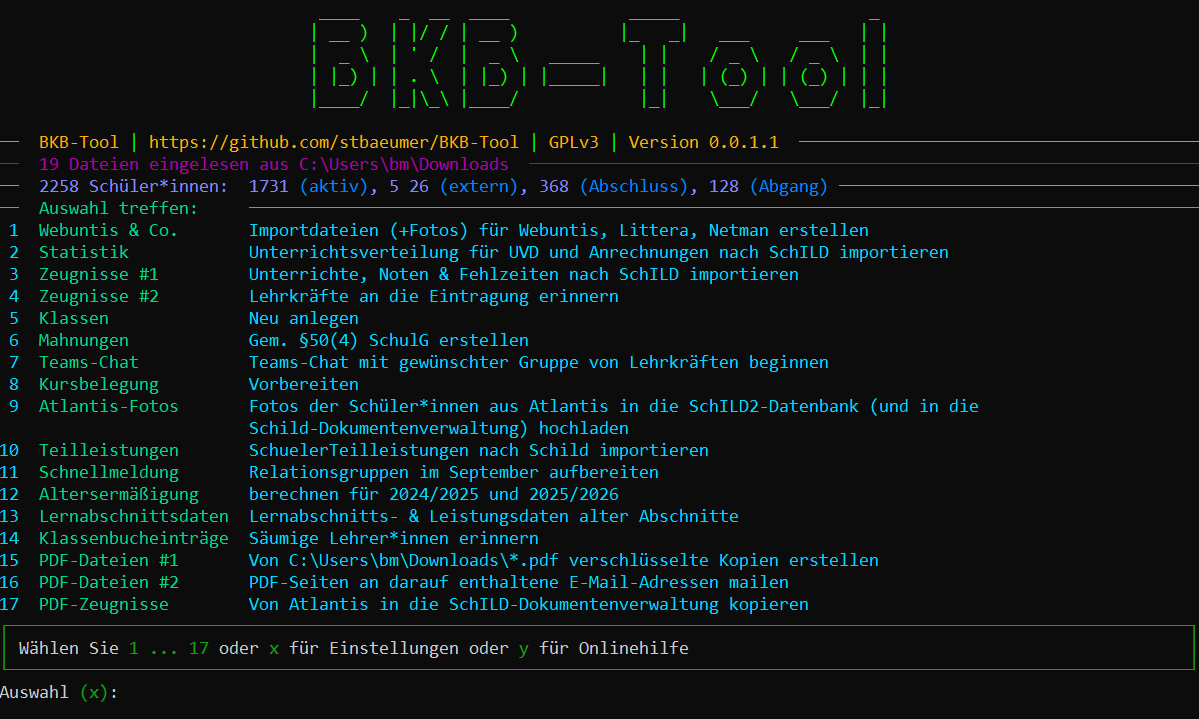 BKB-Tool
BKB-Tool | https://github.com/stbaeumer/BKB-Tool | GPLv3 | Version 0.0.1.1
19 Dateien eingelesen aus C:\Users\bm\Downloads
2258 Schüler*innen: 1731 (aktiv), 5 26 (extern), 368 (Abschluss), 128 (Abgang)
Auswahl treffen:
1 Webuntis & Co. Importdateien (+Fotos) für Webuntis, Littera, Netman erstellen
2 Statistik Unterrichtsverteilung für UVD und Anrechnungen nach SchILD importieren
3 Zeugnisse #1 Unterrichte, Noten & Fehlzeiten nach SchILD importieren
4 Zeugnisse #2 Lehrkräfte an die Eintragung erinnern
5 Klassen Neu anlegen
6 Mahnungen Gem. §50(4) SchulG erstellen
7 Teams-Chat Teams-Chat mit gewünschter Gruppe von Lehrkräften beginnen
8 Kursbelegung Vorbereiten
9 Atlantis-Fotos Fotos der Schüler*innen aus Atlantis in die SchILD2-Datenbank (und in die
Schild-Dokumentenverwaltung) hochladen
10 Teilleistungen SchuelerTeilleistungen nach Schild importieren
11 Schnellmeldung Relationsgruppen im September aufbereiten
12 Altersermäßigung berechnen für 2024/2025 und 2025/2026
13 Lernabschnittsdaten Lernabschnitts- & Leistungsdaten alter Abschnitte
14 Klassenbucheinträge Säumige Lehrer*innen erinnern
15 PDF-Dateien #1 Von C:\Users\bm\Downloads\*.pdf verschlüsselte Kopien erstellen
16 PDF-Dateien #2 PDF-Seiten an darauf enthaltene E-Mail-Adressen mailen
17 PDF-Zeugnisse Von Atlantis in die SchILD-Dokumentenverwaltung kopieren
Wählen Sie 1 ... 17 oder x für Einstellungen oder y für Onlinehilfe
Auswahl (x):